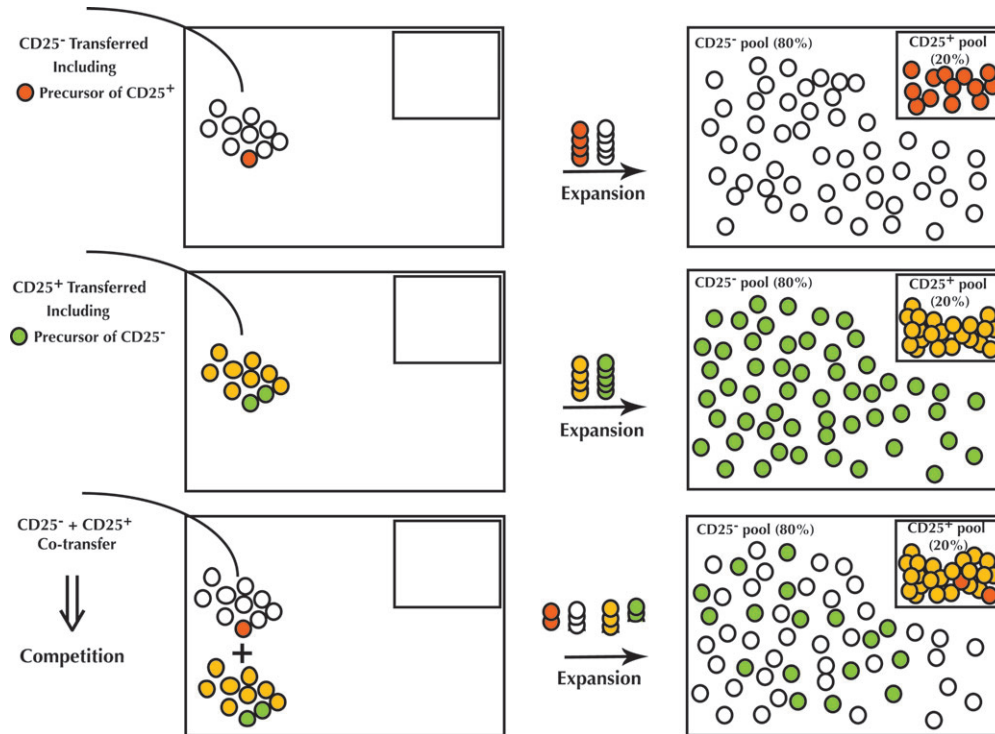 CD25⁻ Transferred
Including
Precursor of CD25⁺
Expansion
CD25⁻ pool (80%)
CD25⁺ pool
(20%)
CD25⁺ Transferred
Including
Precursor of CD25⁻
Expansion
CD25⁻ pool (80%)
CD25⁺ pool
(20%)
CD25⁻ + CD25⁺
Co-transfer
Competition
+
Expansion
CD25⁻ pool (80%)
CD25⁺ pool
(20%)